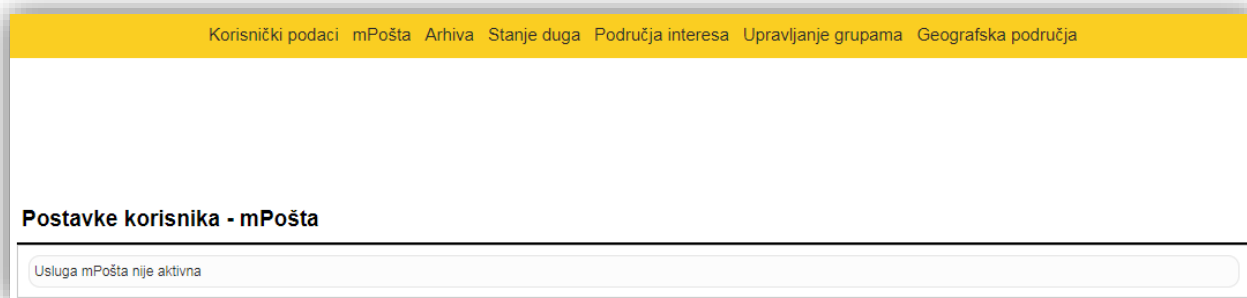 Korisnički podaci mPošta Arhiva Stanje duga Područja interesa Upravljanje grupama Geografska područja
Postavke korisnika - mPošta
Usluga mPošta nije aktivna